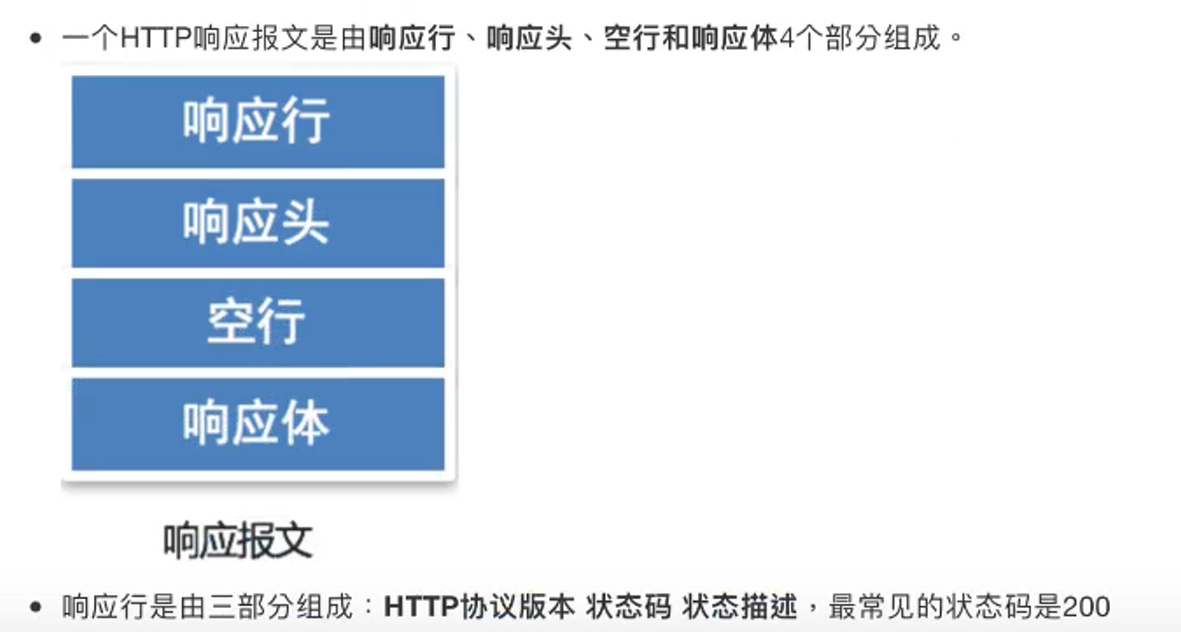 一个HTTP响应报文是由响应行、响应头、空行和响应体4个部分组成。
响应行
响应头
空行
响应体
响应报文
响应行是由三部分组成：HTTP协议版本 状态码 状态描述，最常见的状态码是200